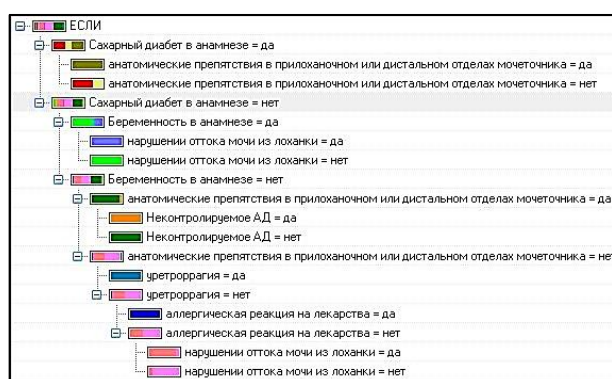 ЕСЛИ
Сахарный диабет в анамнезе = да
анатомические препятствия в прилоханочном или дистальном отделах мочеточника = да
анатомические препятствия в прилоханочном или дистальном отделах мочеточника = нет
Сахарный диабет в анамнезе = нет
Беременность в анамнезе = да
нарушении оттока мочи из лоханки = да
нарушении оттока мочи из лоханки = нет
Беременность в анамнезе = нет
анатомические препятствия в прилоханочном или дистальном отделах мочеточника = да
Неконтролируемое АД = да
Неконтролируемое АД = нет
анатомические препятствия в прилоханочном или дистальном отделах мочеточника = нет
уретроррагия = да
уретроррагия = нет
аллергическая реакция на лекарства = да
аллергическая реакция на лекарства = нет
нарушении оттока мочи из лоханки = да
нарушении оттока мочи из лоханки = нет